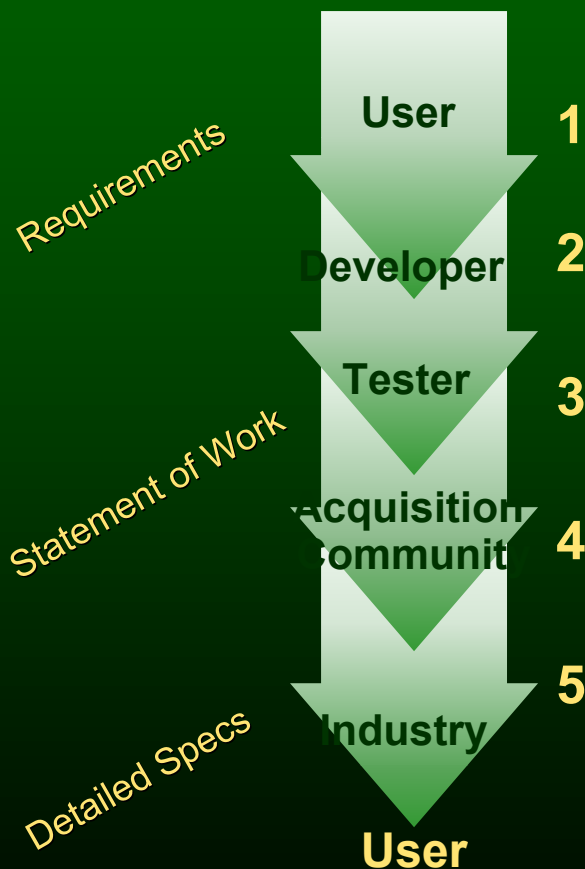 User
1
Requirements
Developer
2
Tester
3
Statement of Work
Acquisition
Community
4
5
Industry
Detailed Specs
User